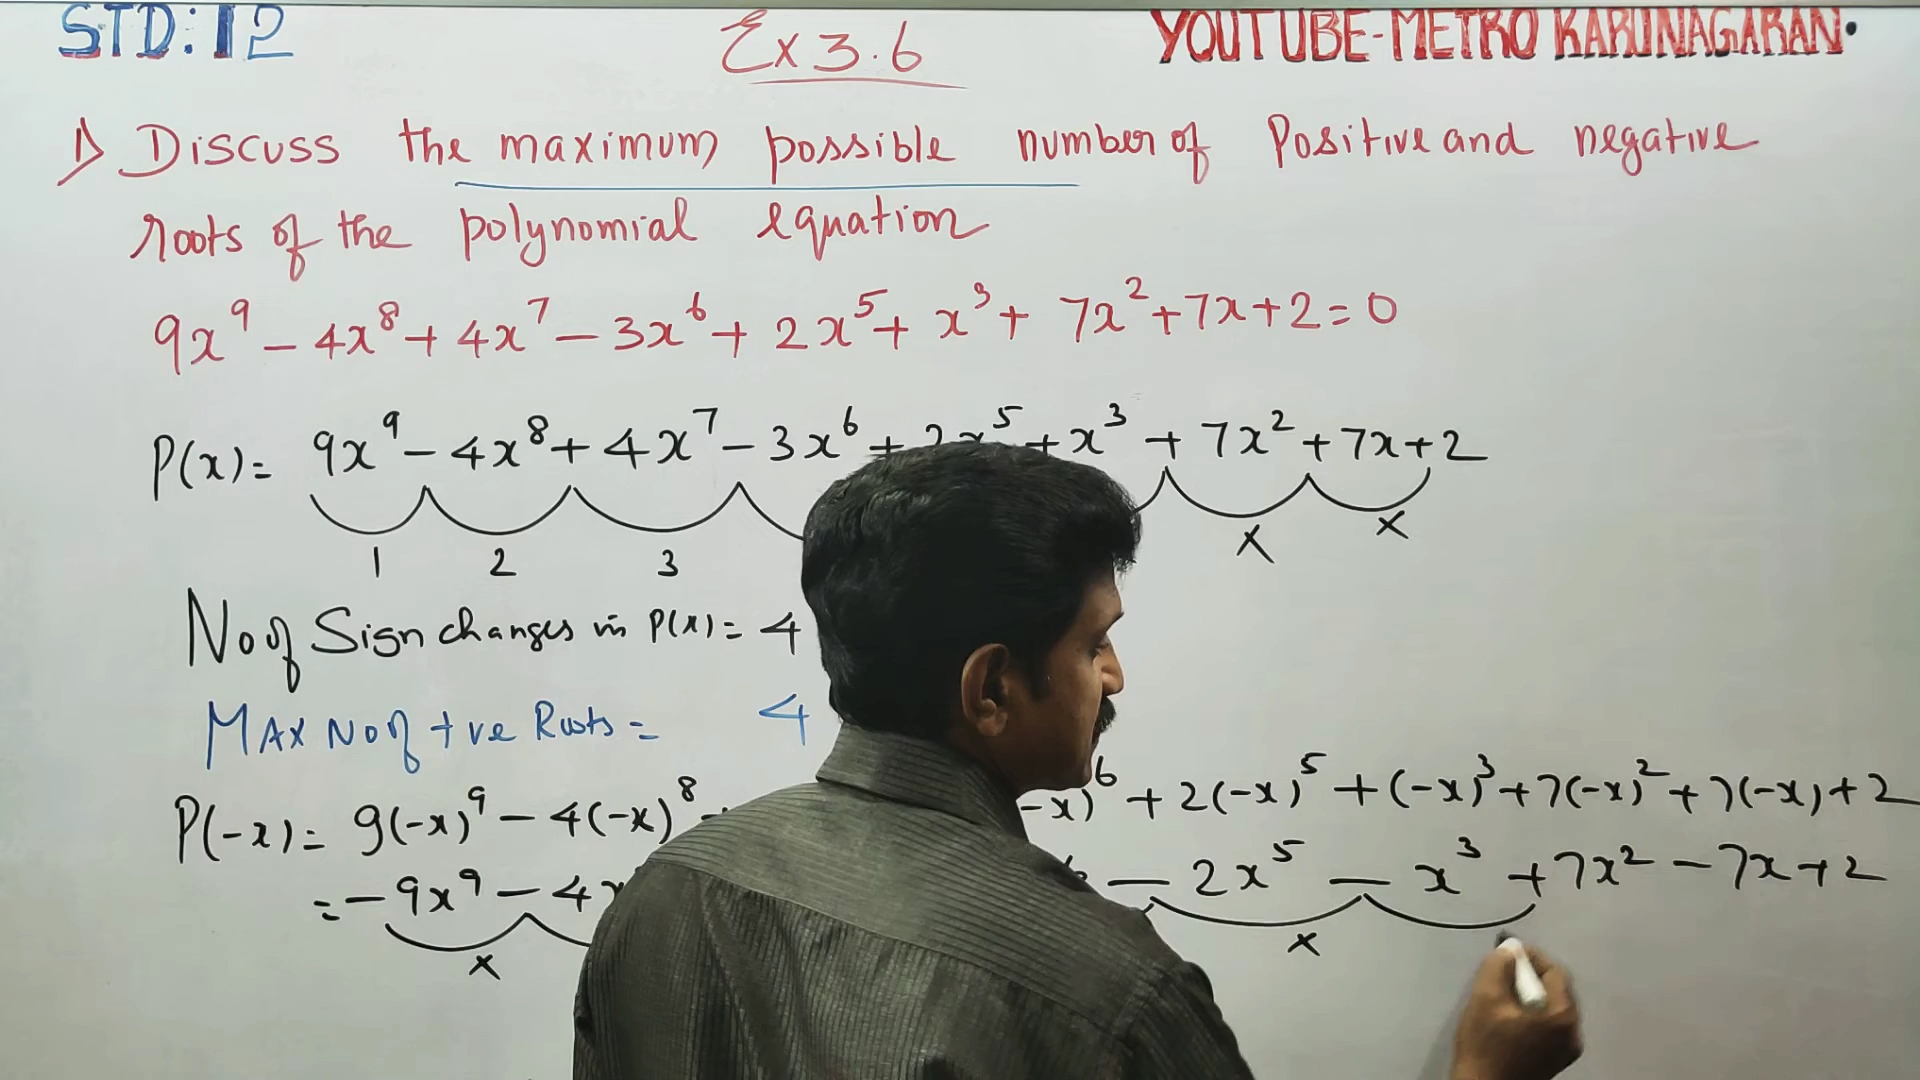 STD: 12 Ex 3.6 YOUTUBE-METRO KARUNAGARAN.
1) Discuss the maximum possible number of Positive and negative
roots of the polynomial equation
9x⁹ - 4x⁸ + 4x⁷ - 3x⁶ + 2x⁵ + x³ + 7x² + 7x + 2 = 0
P(x) = 9x⁹ - 4x⁸ + 4x⁷ - 3x⁶ + 2x⁵ + x³ + 7x² + 7x + 2
1 2 3 x x
No of Sign changes in P(x) = 4
MAX No of +ve Roots = 4
P(-x) = 9(-x)⁹ - 4(-x)⁸ -x)⁶ + 2(-x)⁵ + (-x)³ + 7(-x)² + 7(-x) + 2
= -9x⁹ - 4x - 2x⁵ - x³ + 7x² - 7x + 2
x x